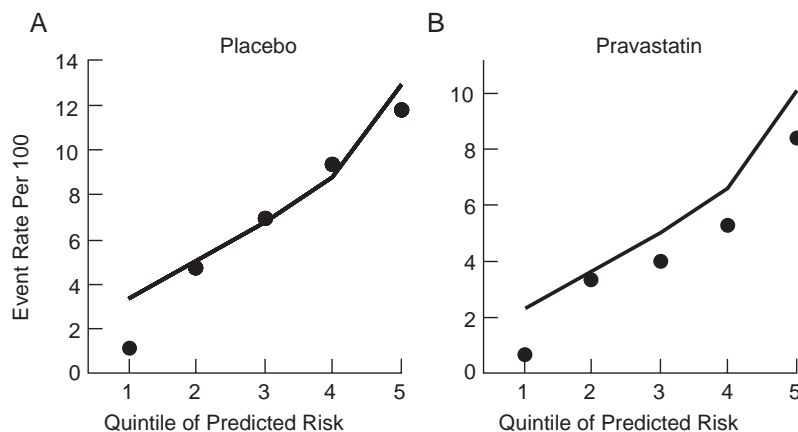 A
Placebo
14
12
10
8
6
4
2
0
Event Rate Per 100
1 2 3 4 5
Quintile of Predicted Risk
B
Pravastatin
10
8
6
4
2
0
1 2 3 4 5
Quintile of Predicted Risk